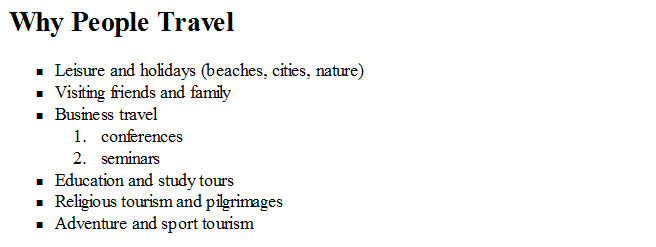 Why People Travel
▪ Leisure and holidays (beaches, cities, nature)
▪ Visiting friends and family
▪ Business travel
1. conferences
2. seminars
▪ Education and study tours
▪ Religious tourism and pilgrimages
▪ Adventure and sport tourism